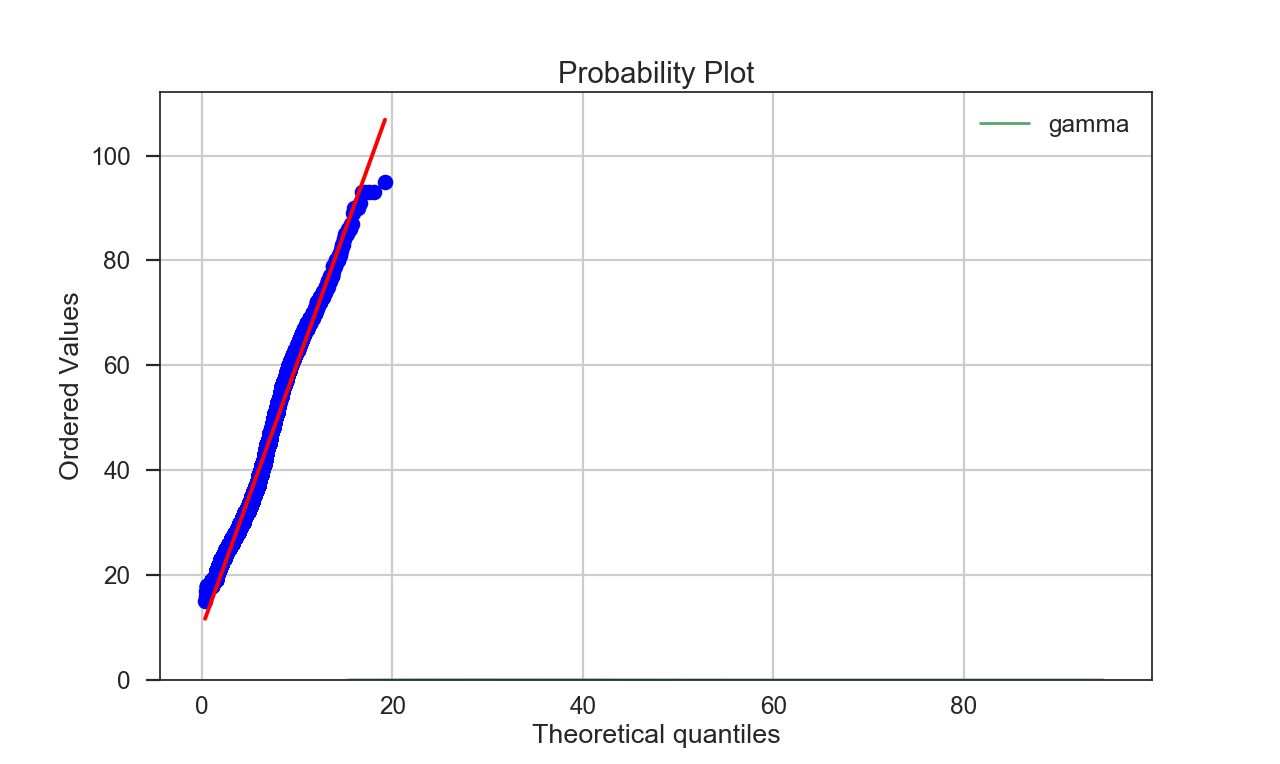 Probability Plot
gamma
100
80
60
40
20
0
Ordered Values
0 20 40 60 80
Theoretical quantiles